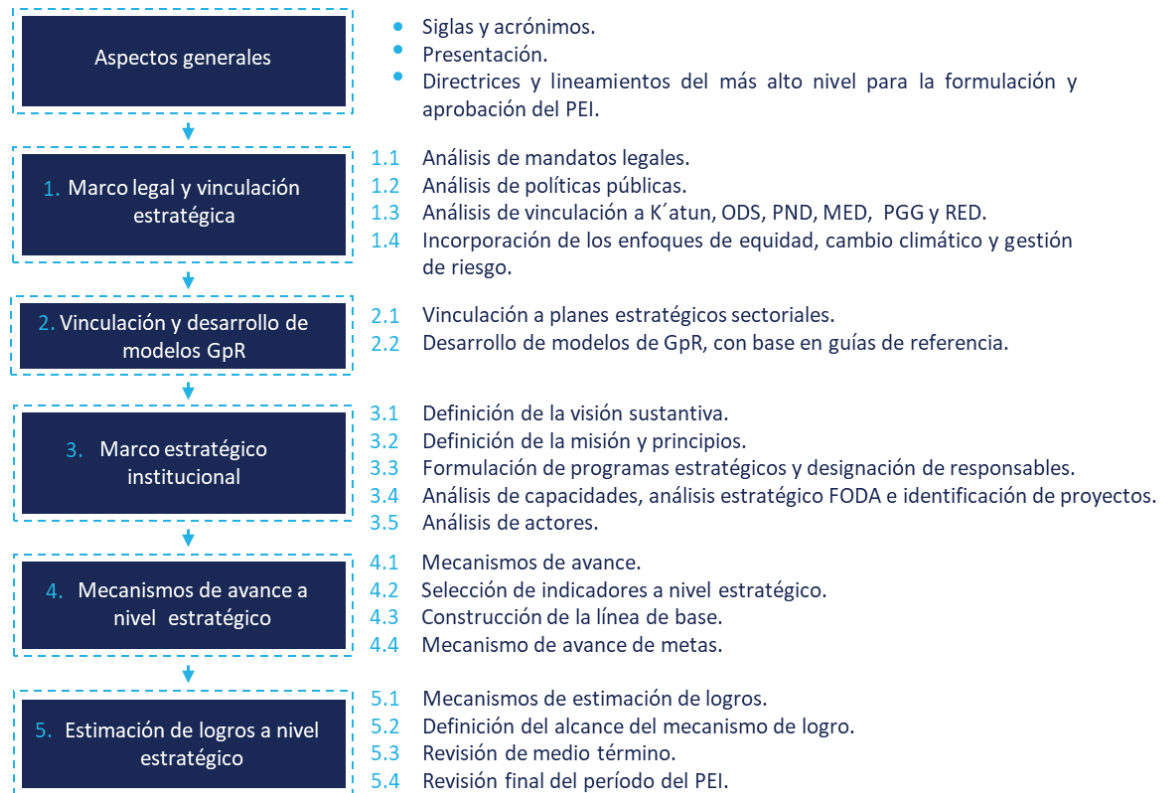 Aspectos generales
• Siglas y acrónimos.
• Presentación.
• Directrices y lineamientos del más alto nivel para la formulación y
aprobación del PEI.
1. Marco legal y vinculación
estratégica
1.1 Análisis de mandatos legales.
1.2 Análisis de políticas públicas.
1.3 Análisis de vinculación a K´atun, ODS, PND, MED, PGG y RED.
1.4 Incorporación de los enfoques de equidad, cambio climático y gestión
de riesgo.
2. Vinculación y desarrollo de
modelos GpR
2.1 Vinculación a planes estratégicos sectoriales.
2.2 Desarrollo de modelos de GpR, con base en guías de referencia.
3. Marco estratégico
institucional
3.1 Definición de la visión sustantiva.
3.2 Definición de la misión y principios.
3.3 Formulación de programas estratégicos y designación de responsables.
3.4 Análisis de capacidades, análisis estratégico FODA e identificación de proyectos.
3.5 Análisis de actores.
4. Mecanismos de avance a
nivel estratégico
4.1 Mecanismos de avance.
4.2 Selección de indicadores a nivel estratégico.
4.3 Construcción de la línea de base.
4.4 Mecanismo de avance de metas.
5. Estimación de logros a nivel
estratégico
5.1 Mecanismos de estimación de logros.
5.2 Definición del alcance del mecanismo de logro.
5.3 Revisión de medio término.
5.4 Revisión final del período del PEI.